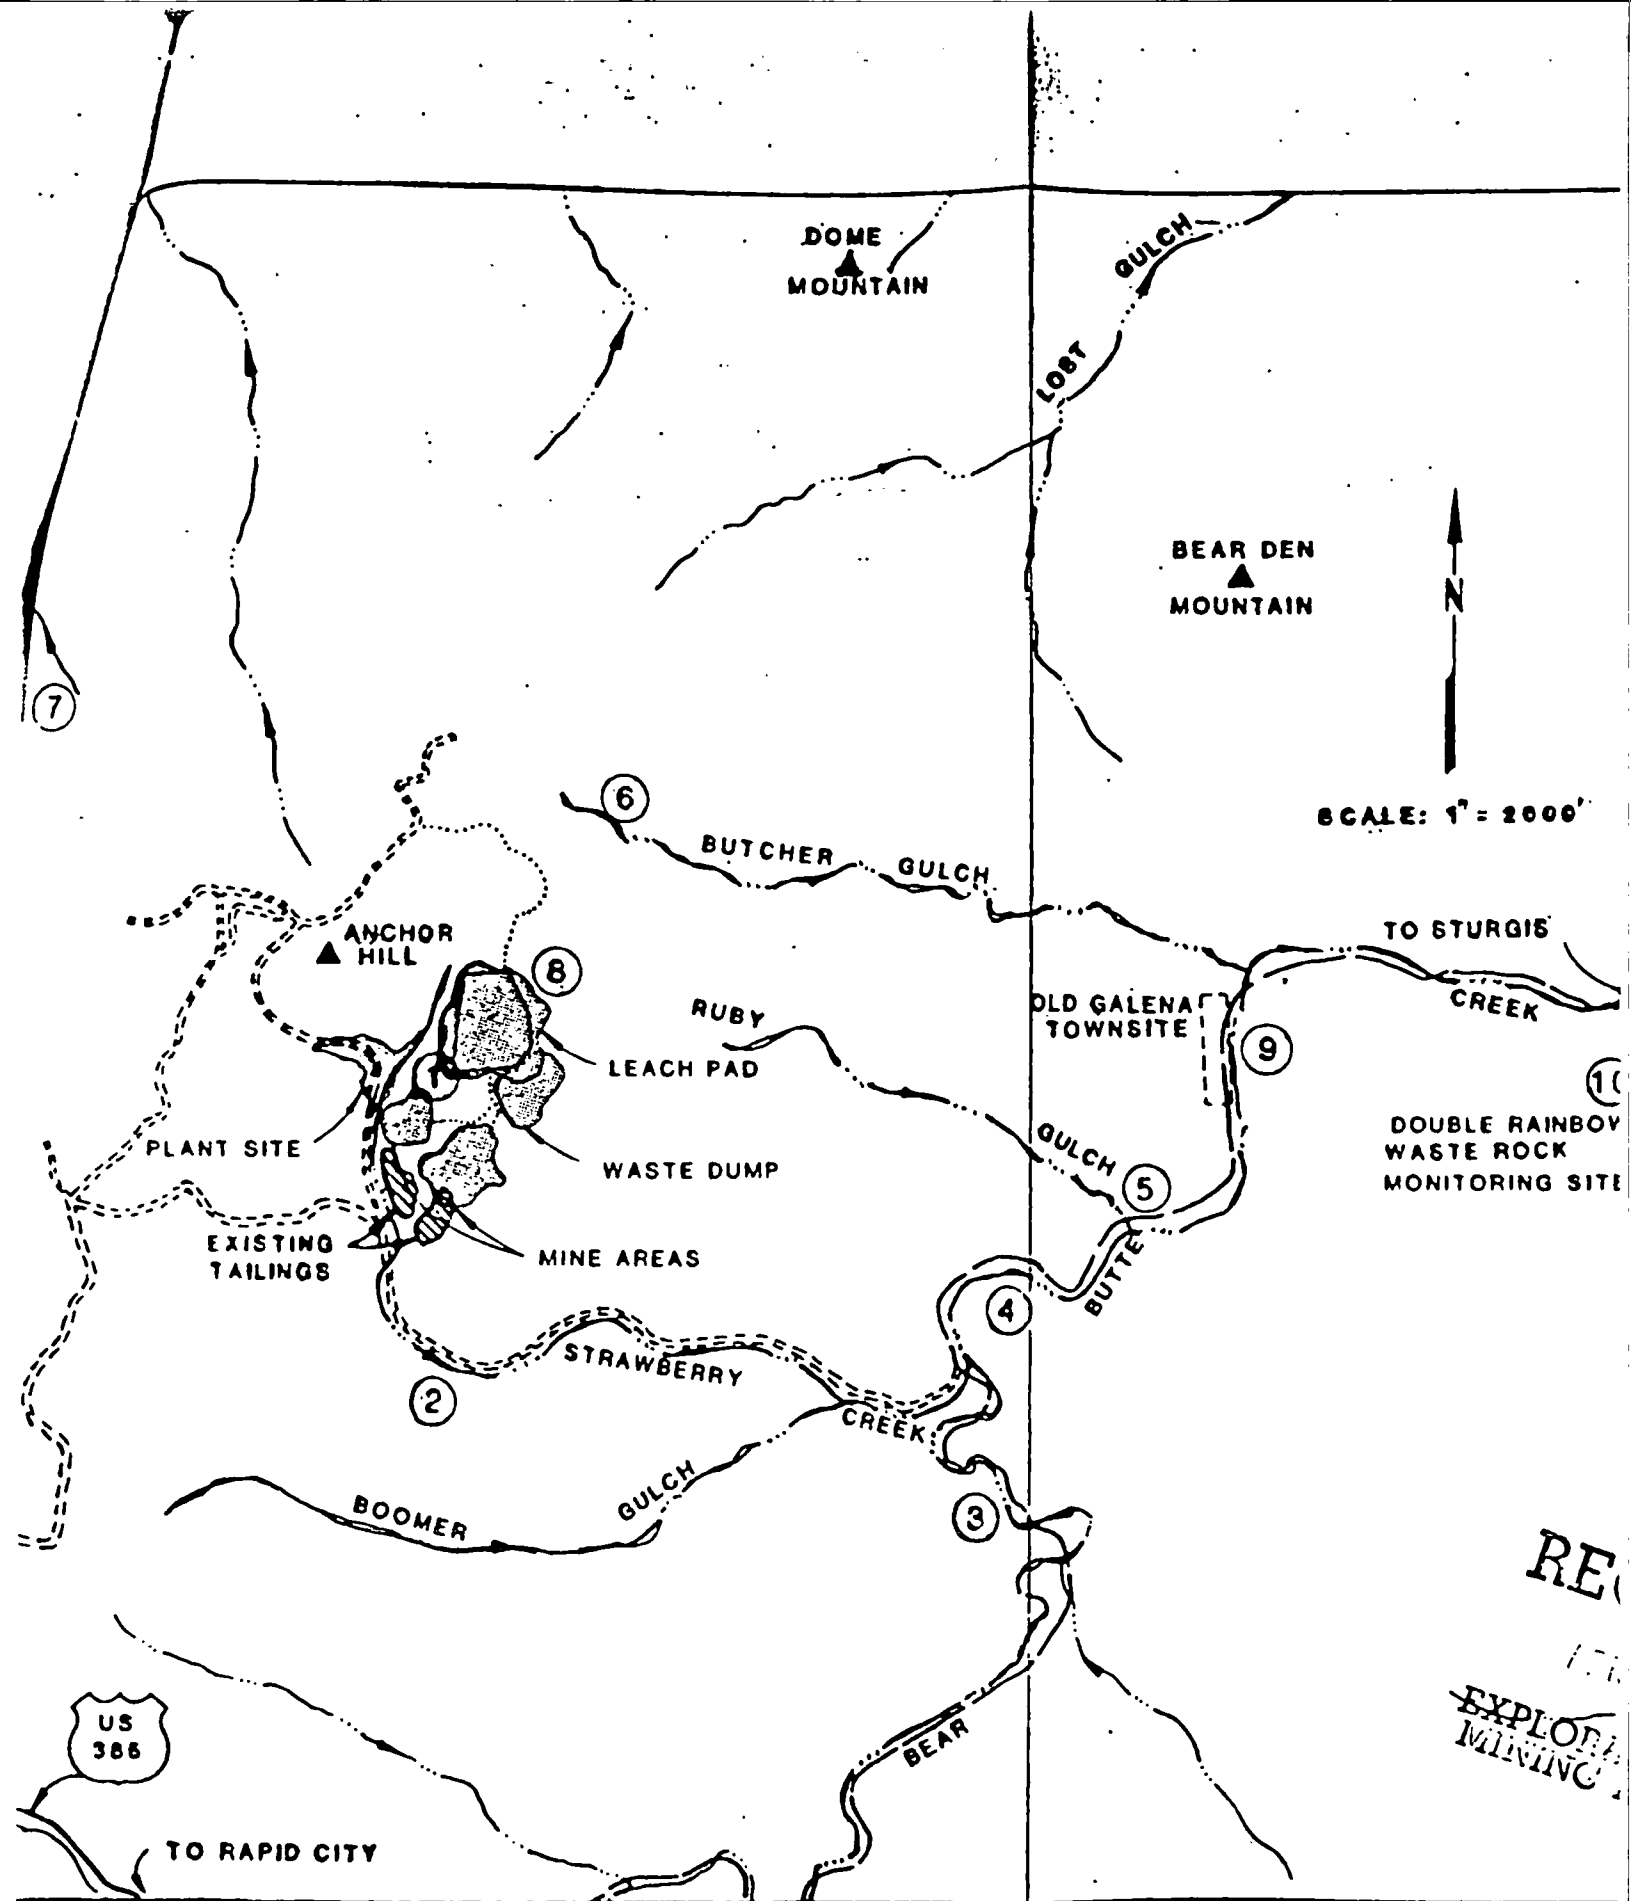 DOME
MOUNTAIN
LOST GULCH
BEAR DEN
MOUNTAIN
N
7
6
BUTCHER GULCH
TO STURGIS
CREEK
ANCHOR
HILL
8
RUBY GULCH
OLD GALENA
TOWNSITE
9
LEACH PAD
1
PLANT SITE
WASTE DUMP
5
DOUBLE RAINBOW
WASTE ROCK
MONITORING SITE
EXISTING
TAILINGS
MINE AREAS
4
BUTTE
STRAWBERRY
CREEK
2
BOOMER GULCH
3
BEAR
US
385
TO RAPID CITY
MINING